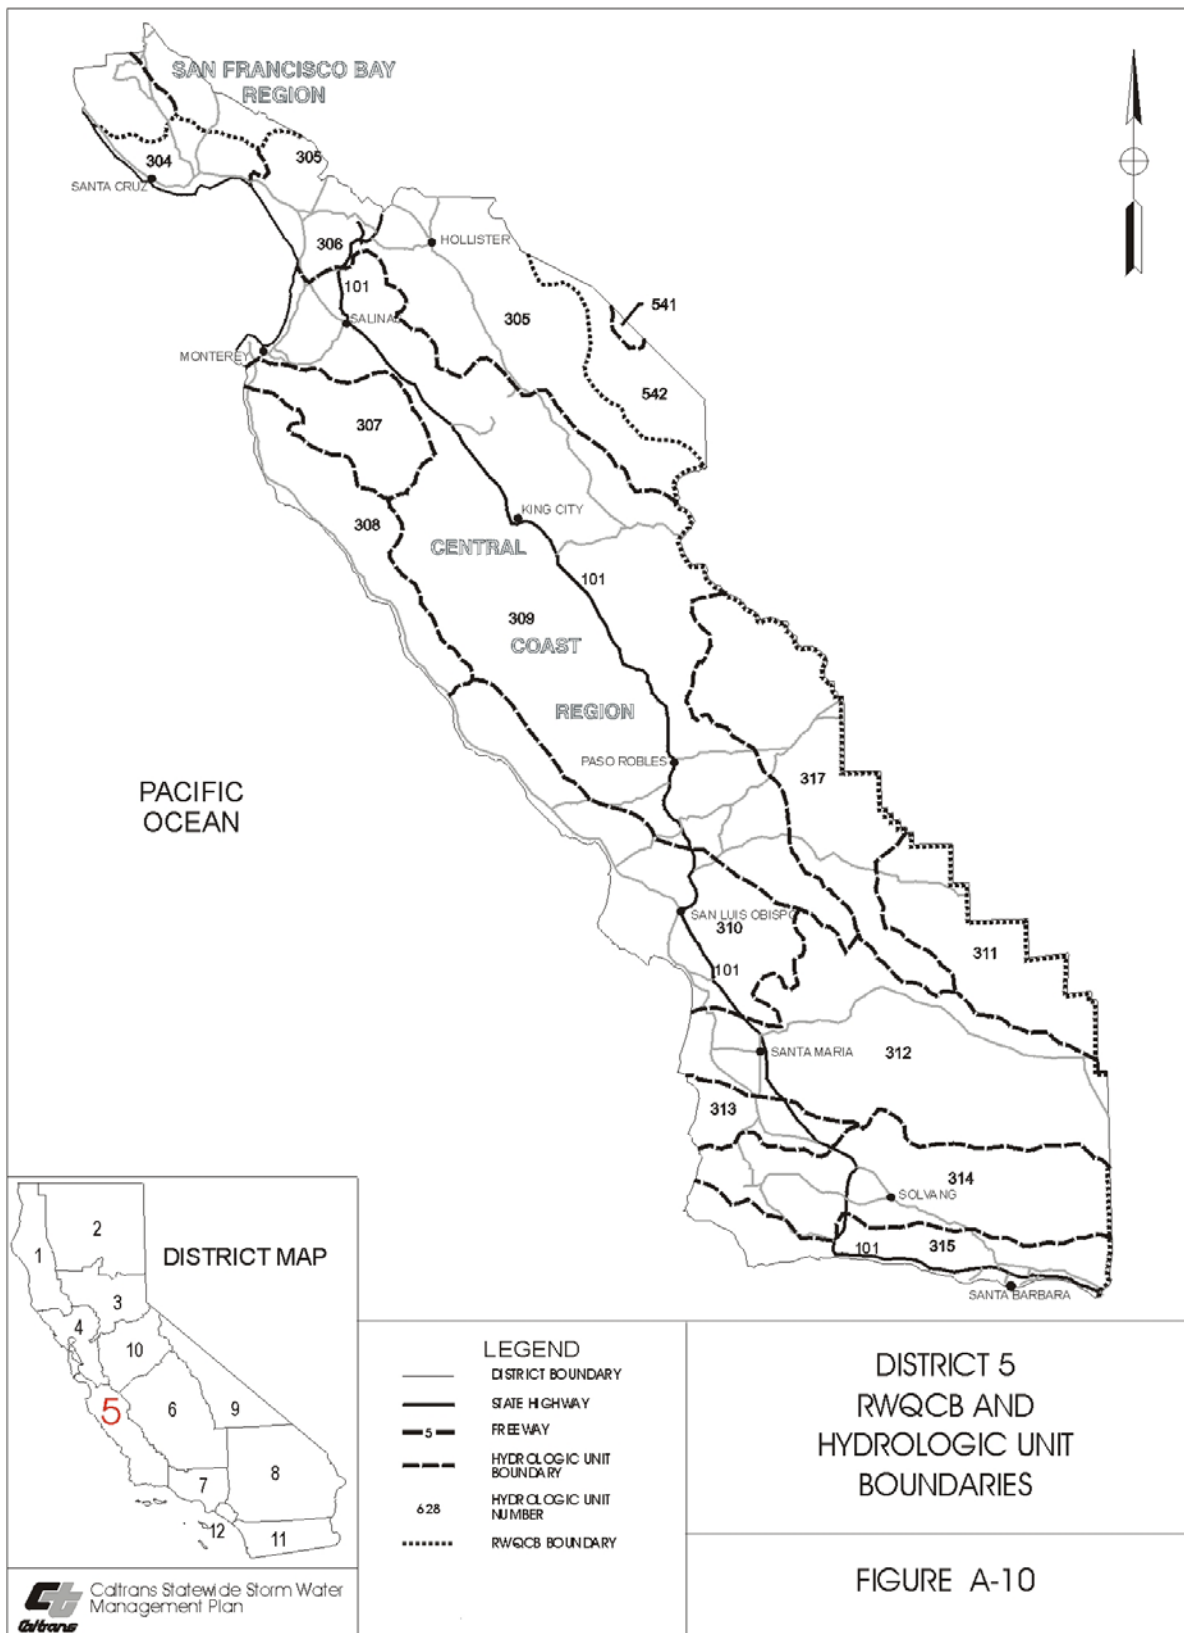 SAN FRANCISCO BAY
REGION
304
305
SANTA CRUZ
306
HOLLISTER
101
541
305
SALINAS
MONTEREY
542
307
308
KING CITY
CENTRAL
101
309
COAST
REGION
PASO ROBLES
317
PACIFIC
OCEAN
SAN LUIS OBISPO
310
311
101
SANTA MARIA
312
313
314
SOLVANG
101
315
SANTA BARBARA
DISTRICT MAP
1
2
3
4
10
5
6
9
7
8
12
11
LEGEND
DISTRICT BOUNDARY
STATE HIGHWAY
5
FREEWAY
HYDROLOGIC UNIT
BOUNDARY
628
HYDROLOGIC UNIT
NUMBER
RWQCB BOUNDARY
DISTRICT 5
RWQCB AND
HYDROLOGIC UNIT
BOUNDARIES
FIGURE A-10
Ct
Caltrans
Caltrans Statewide Storm Water
Management Plan